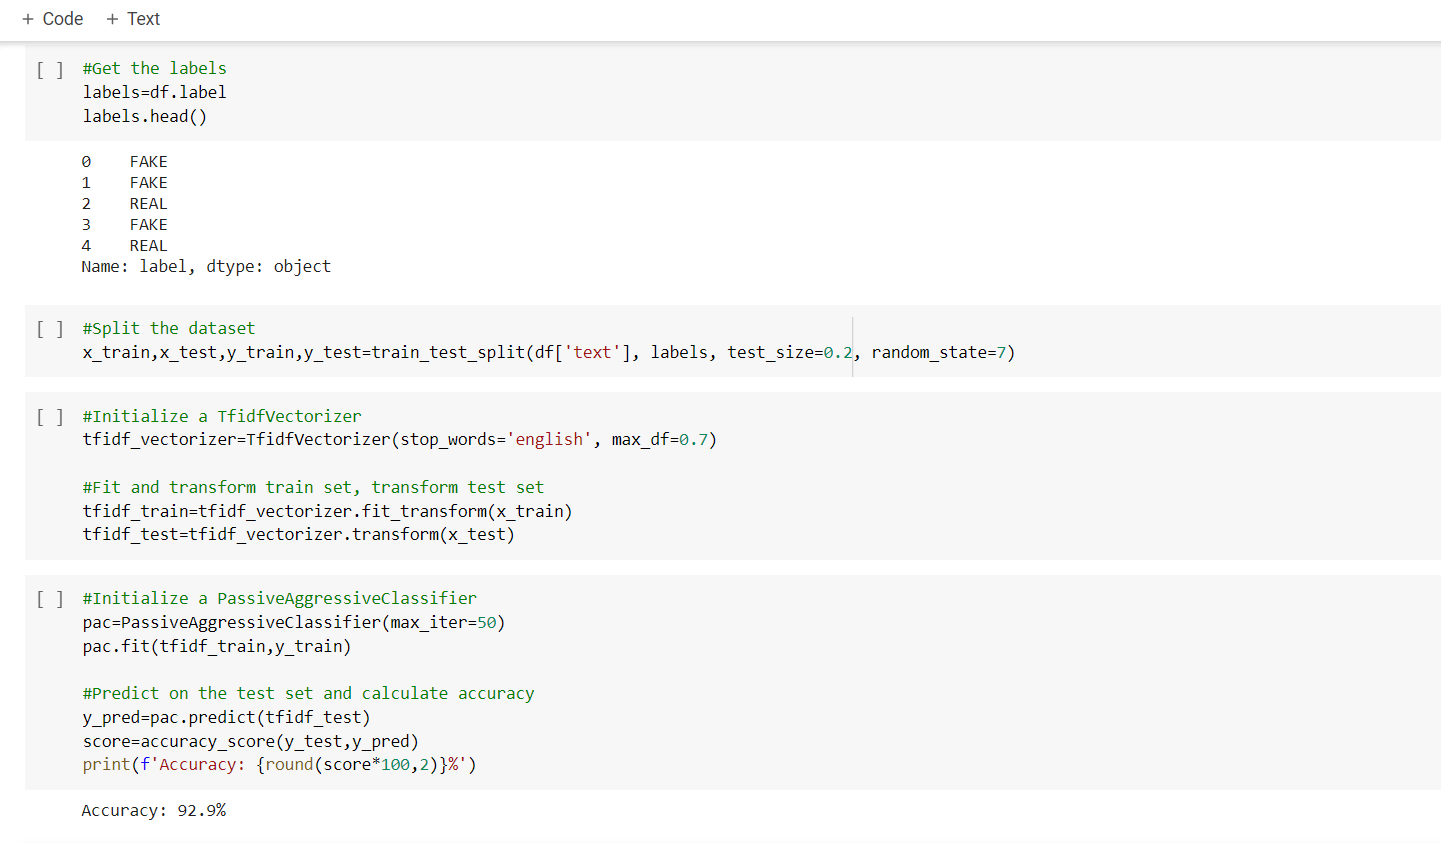 + Code + Text
[ ] #Get the labels
labels=df.label
labels.head()
0 FAKE
1 FAKE
2 REAL
3 FAKE
4 REAL
Name: label, dtype: object
[ ] #Split the dataset
x_train,x_test,y_train,y_test=train_test_split(df['text'], labels, test_size=0.2, random_state=7)
[ ] #Initialize a TfidfVectorizer
tfidf_vectorizer=TfidfVectorizer(stop_words='english', max_df=0.7)
#Fit and transform train set, transform test set
tfidf_train=tfidf_vectorizer.fit_transform(x_train)
tfidf_test=tfidf_vectorizer.transform(x_test)
[ ] #Initialize a PassiveAggressiveClassifier
pac=PassiveAggressiveClassifier(max_iter=50)
pac.fit(tfidf_train,y_train)
#Predict on the test set and calculate accuracy
y_pred=pac.predict(tfidf_test)
score=accuracy_score(y_test,y_pred)
print(f'Accuracy: {round(score*100,2)}%')
Accuracy: 92.9%